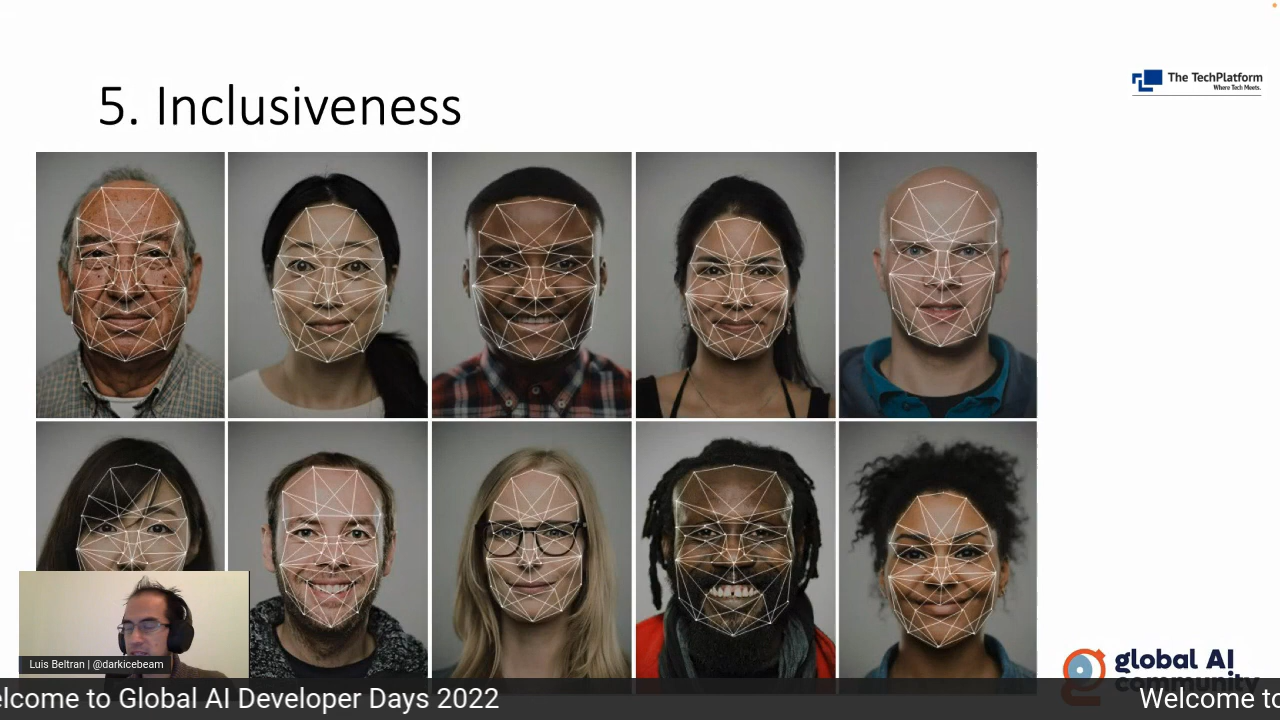 5. Inclusiveness
The TechPlatform
Where Tech Meets.
global AI
community
Luis Beltran | @darkicebeam
elcome to Global AI Developer Days 2022
Welcome to